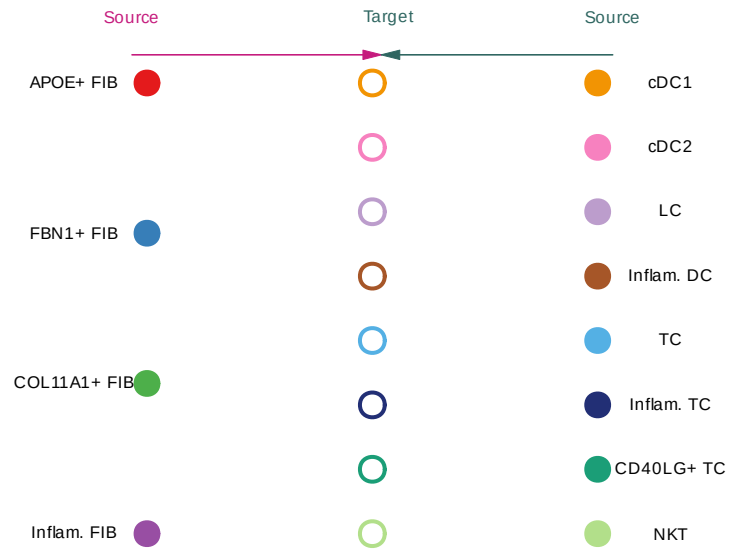 Source Target Source
APOE+ FIB cDC1
cDC2
LC
FBN1+ FIB
Inflam. DC
TC
COL11A1+ FIB
Inflam. TC
CD40LG+ TC
Inflam. FIB NKT